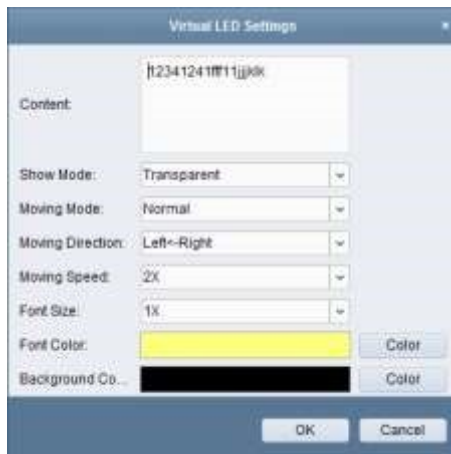 Virtual LED Settings
Content:
12341241fff11jjjklk
Show Mode: Transparent
Moving Mode: Normal
Moving Direction: Left<-Right
Moving Speed: 2X
Font Size: 1X
Font Color: Color
Background Co... Color
OK Cancel